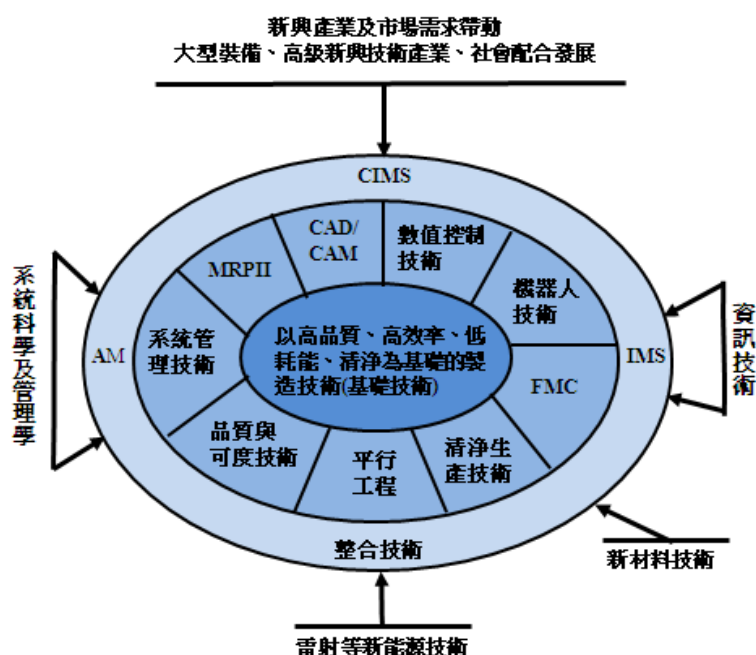 新興產業及市場需求帶動
大型裝備、高級新興技術產業、社會配合發展
CIMS
CAD/
CAM
數值控制
技術
MRPII
機器人
技術
系統科學及管理學
資訊技術
AM
系統管
理技術
以高品質、高效率、低
耗能、清淨為基礎的製
造技術(基礎技術)
IMS
FMC
品質與
可度技術
平行
工程
清淨生
產技術
整合技術
新材料技術
雷射等新能源技術